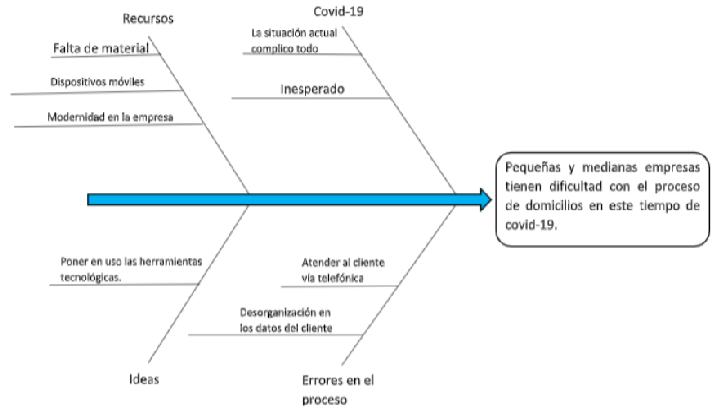 Recursos
Covid-19
La situación actual
complico todo
Falta de material
Dispositivos móviles
Inesperado
Modernidad en la empresa
Pequeñas y medianas empresas
tienen dificultad con el proceso
de domicilios en este tiempo de
covid-19.
Poner en uso las herramientas
tecnológicas.
Atender al cliente
via telefónica
Desorganización en
los datos del cliente
Ideas
Errores en el
proceso